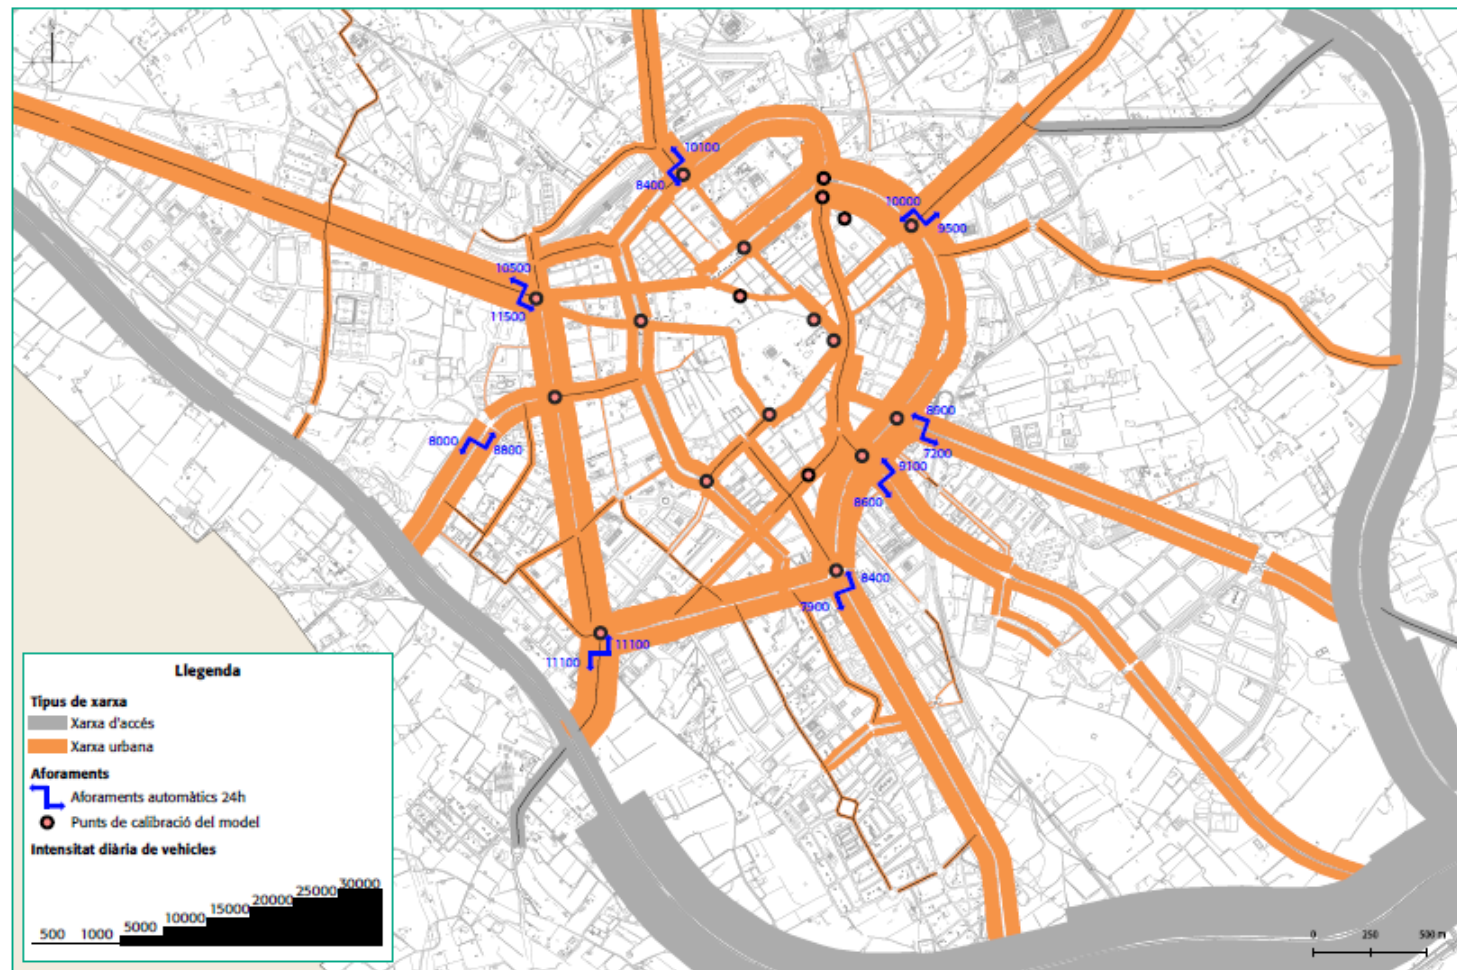 10100
8400
10000
9500
10500
11500
8000
8800
8900
7200
9100
8600
8400
7900
11100
11100
Llegenda
Tipus de xarxa
Xarxa d'accés
Xarxa urbana
Aforaments
Aforaments automàtics 24h
Punts de calibració del model
Intensitat diària de vehicles
500 1000 5000 10000 15000 20000 25000 30000
0 250 500 m